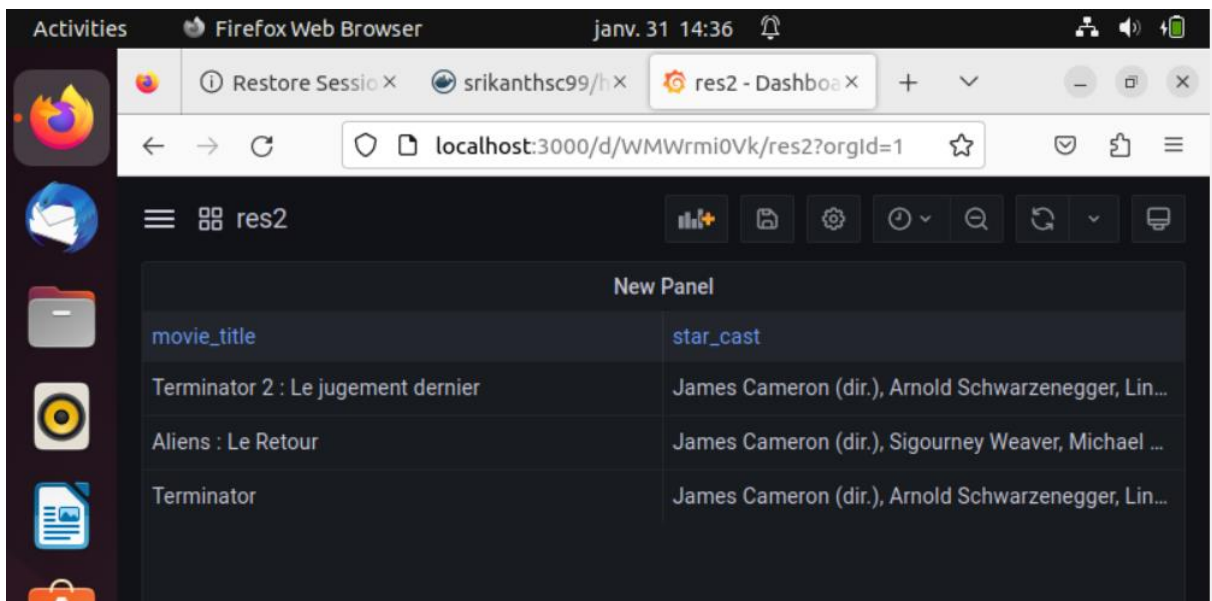 Activities Firefox Web Browser janv. 31 14:36
Restore Sessio srikanthsc99/h res2 - Dashboa
localhost:3000/d/WMWrmi0Vk/res2?orgId=1
res2
New Panel
movie_title star_cast
Terminator 2 : Le jugement dernier James Cameron (dir.), Arnold Schwarzenegger, Lin...
Aliens : Le Retour James Cameron (dir.), Sigourney Weaver, Michael ...
Terminator James Cameron (dir.), Arnold Schwarzenegger, Lin...